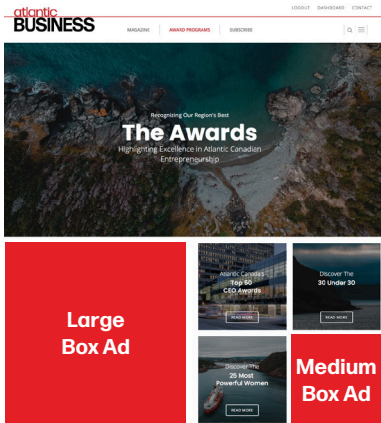 LOGOUT DASHBOARD CONTACT
atlantic
BUSINESS
MAGAZINE AWARD PROGRAMS SUBSCRIBE
Recognizing Our Region's Best
The Awards
Highlighting Excellence in Atlantic Canadian
Entrepreneurship
Large
Box Ad
Atlantic Canada's
Top 50
CEO Awards
READ MORE
Discover The
30 Under 30
READ MORE
Discover The
25 Most
Powerful Women
READ MORE
Medium
Box Ad